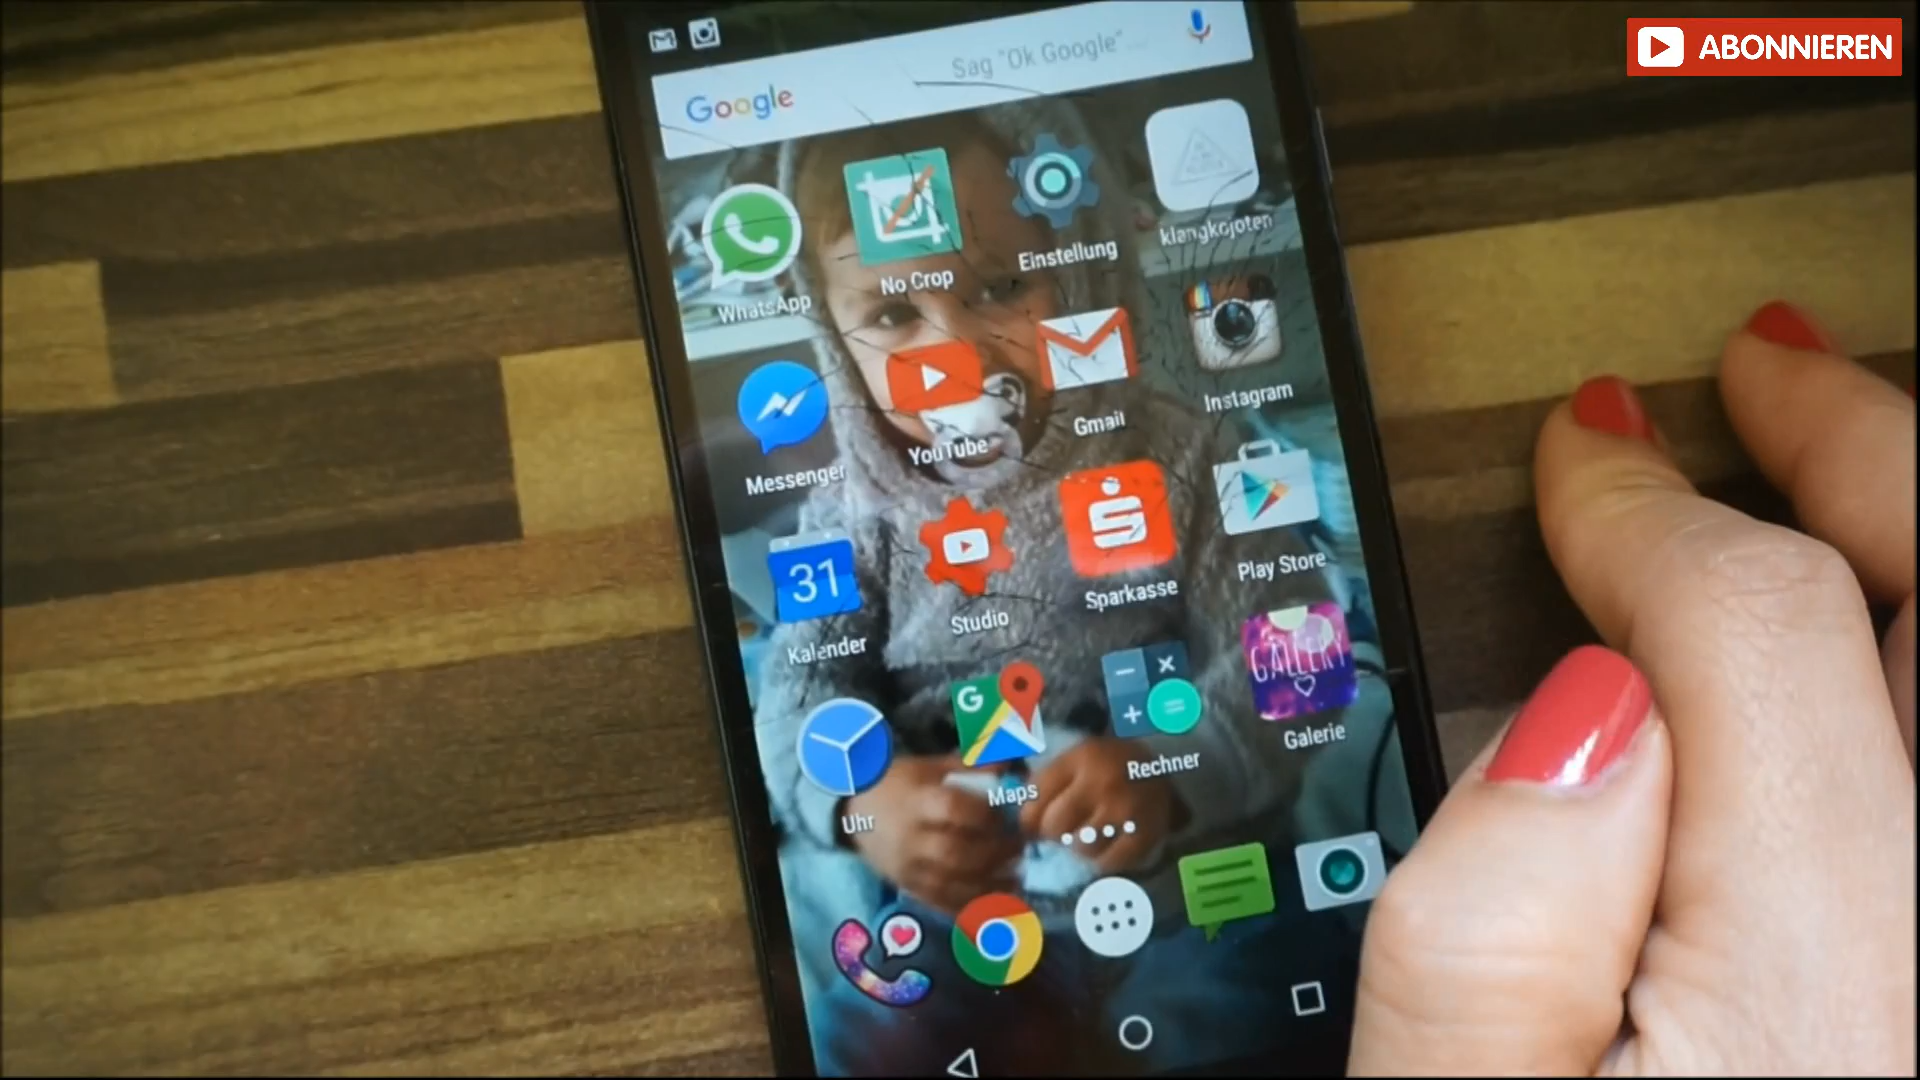 ABONNIEREN
Google
Sag "Ok Google"...
WhatsApp
No Crop
Einstellung
klangkojoten
Messenger
YouTube
Gmail
Instagram
31
Kalender
Studio
Sparkasse
Play Store
Uhr
G
Maps
Rechner
GALLERY
Galerie